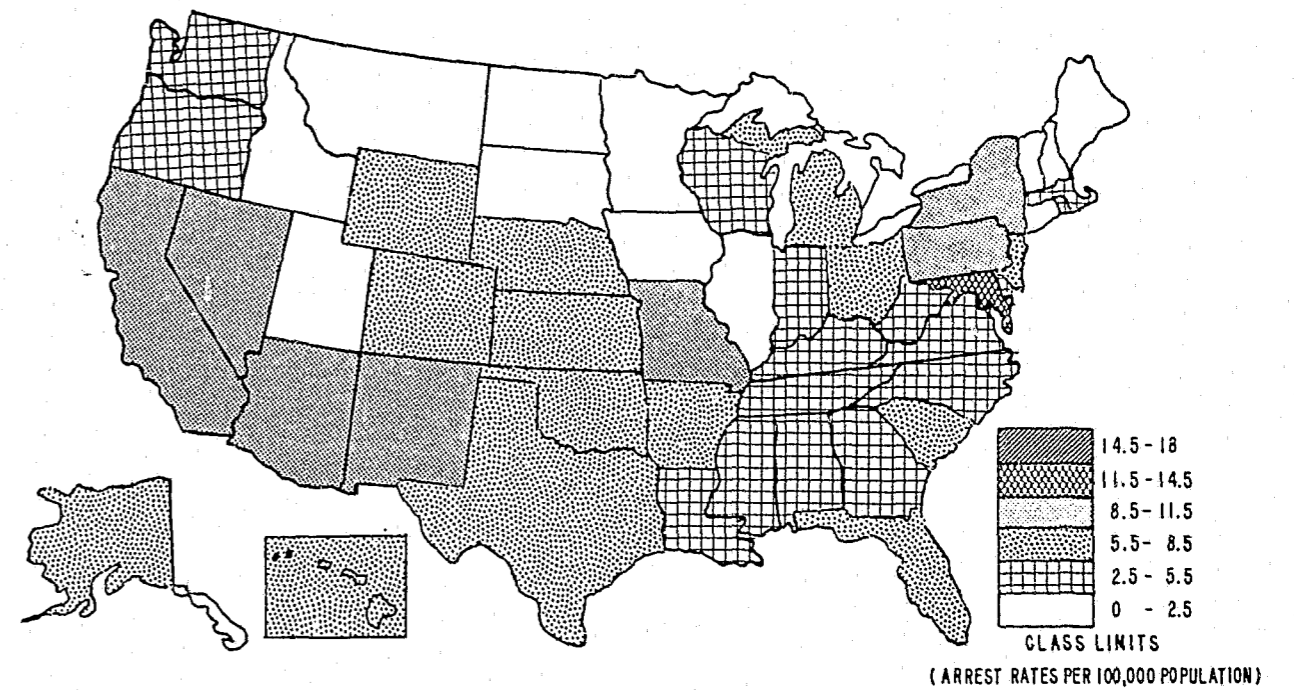 14.5 - 18
11.5 - 14.5
8.5 - 11.5
5.5 - 8.5
2.5 - 5.5
0 - 2.5
CLASS LIMITS
(ARREST RATES PER 100,000 POPULATION)